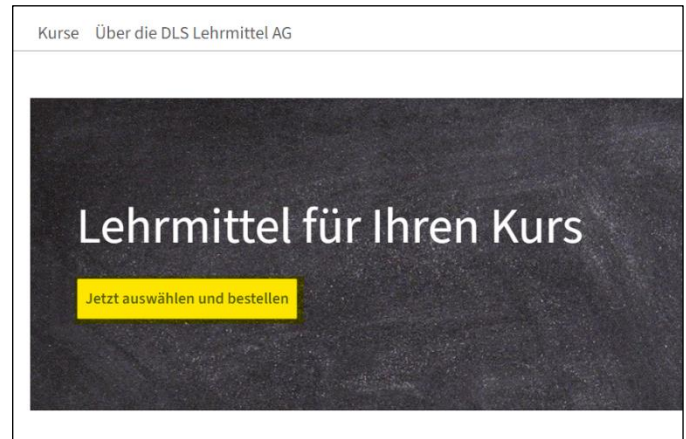 Kurse Über die DLS Lehrmittel AG
Lehrmittel für Ihren Kurs
Jetzt auswählen und bestellen